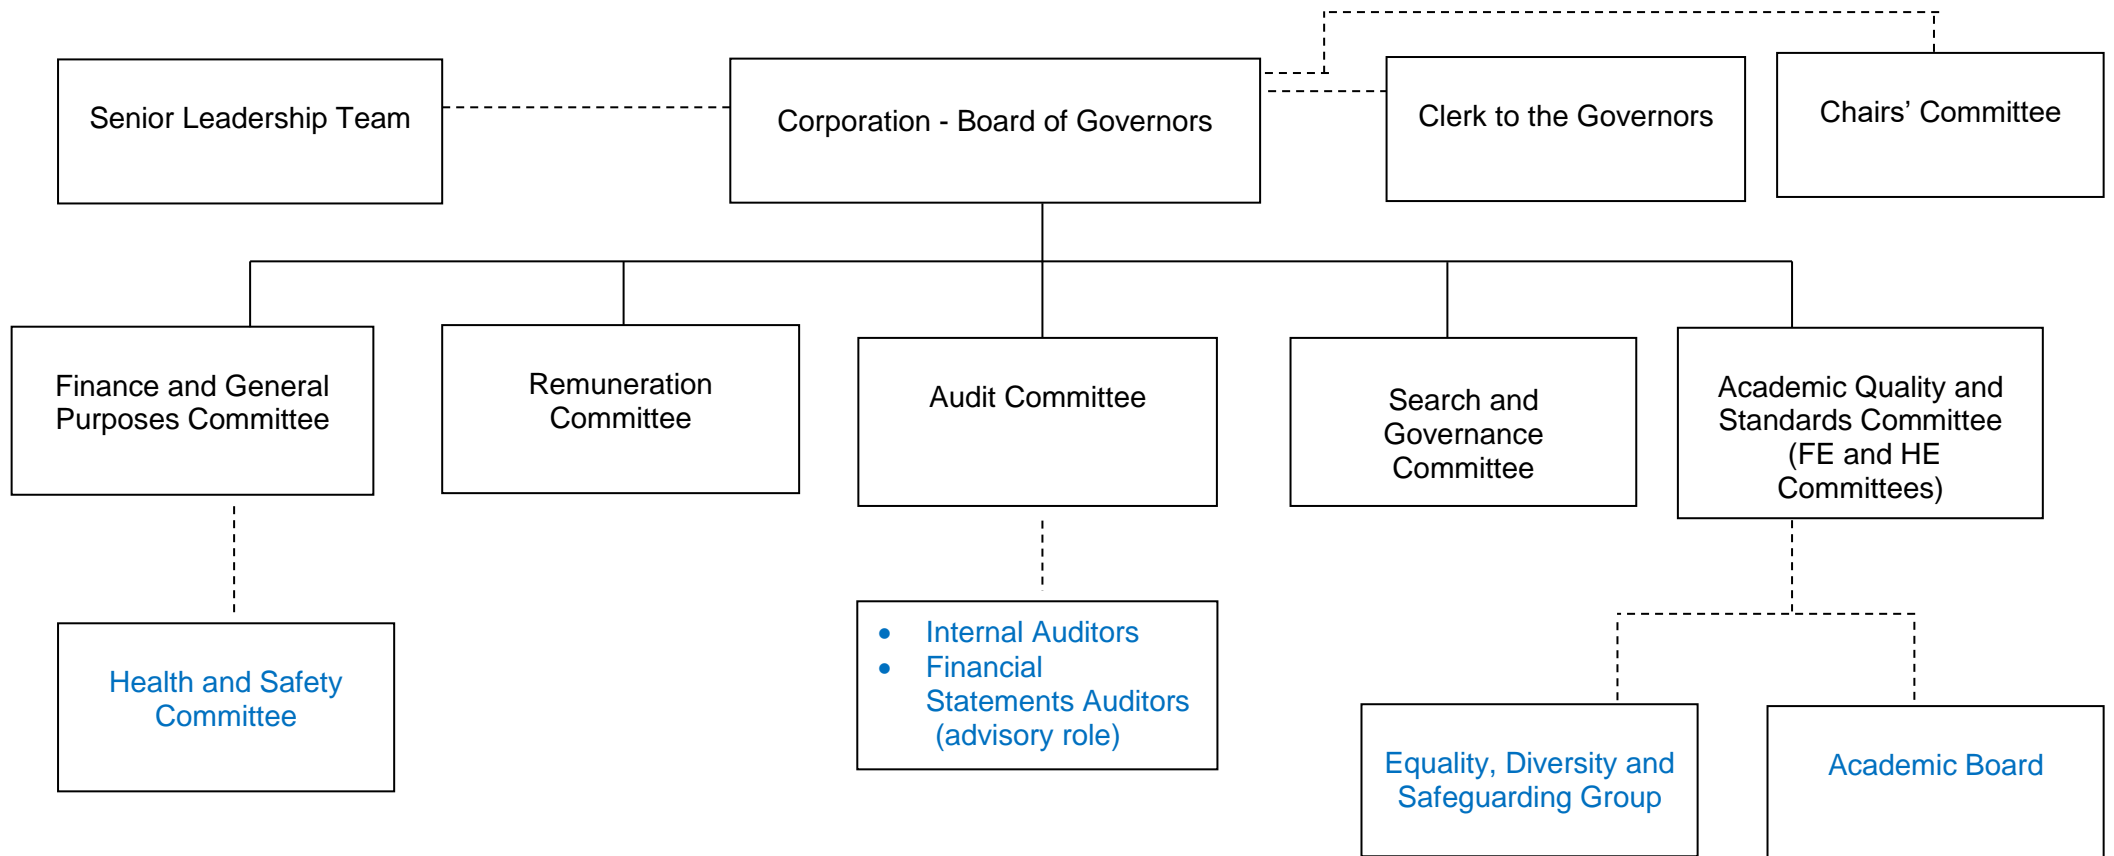 Senior Leadership Team
Corporation - Board of Governors
Clerk to the Governors
Chairs’ Committee
Finance and General
Purposes Committee
Remuneration
Committee
Audit Committee
Search and
Governance
Committee
Academic Quality and
Standards Committee
(FE and HE
Committees)
Health and Safety
Committee
• Internal Auditors
• Financial
Statements Auditors
(advisory role)
Equality, Diversity and
Safeguarding Group
Academic Board